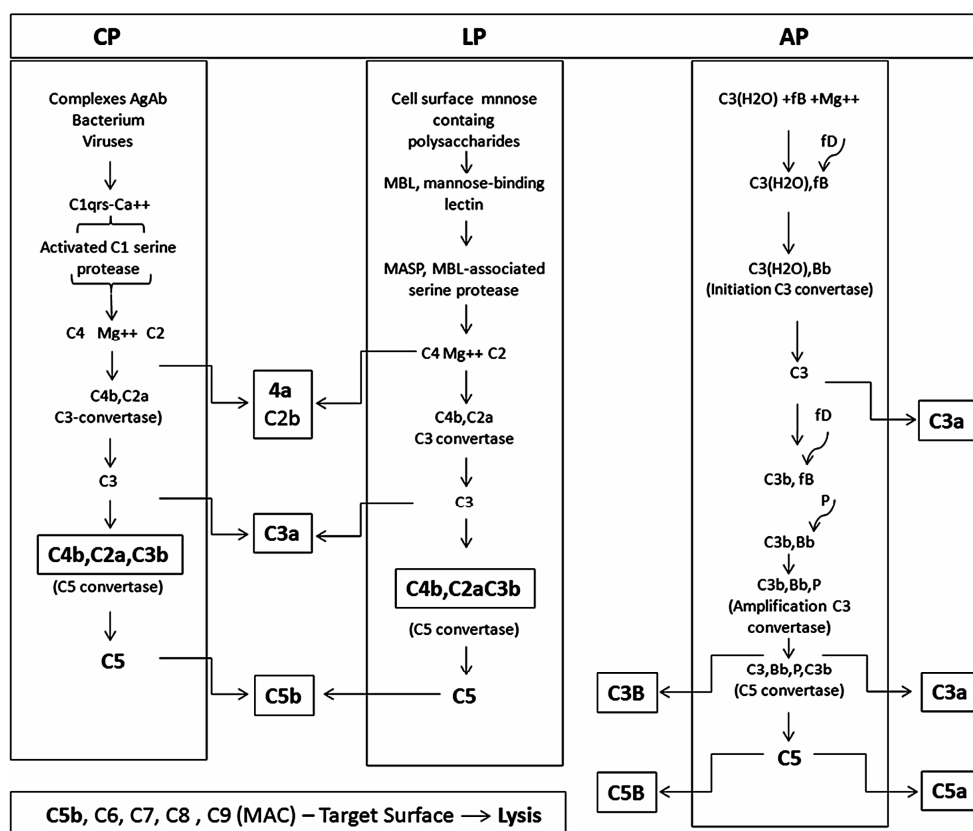 CP
LP
AP
Complexes AgAb
Bacterium
Viruses
C1qrs-Ca++
Activated C1 serine
protease
C4 Mg++ C2
C4b,C2a
C3-convertase)
C3
C4b,C2a,C3b
(C5 convertase)
C5
4a
C2b
C3a
C5b
Cell surface mnnose
containg
polysaccharides
MBL, mannose-binding
lectin
MASP, MBL-associated
serine protease
C4 Mg++ C2
C4b,C2a
C3 convertase
C3
C4b,C2aC3b
(C5 convertase)
C5
C3(H2O) +fB +Mg++
fD
C3(H2O),fB
C3(H2O),Bb
(Initiation C3 convertase)
C3
C3a
fD
C3b, fB
P
C3b,Bb
C3b,Bb,P
(Amplification C3
convertase)
C3,Bb,P,C3b
(C5 convertase)
C3B
C3a
C5
C5B
C5a
C5b, C6, C7, C8 , C9 (MAC) – Target Surface → Lysis